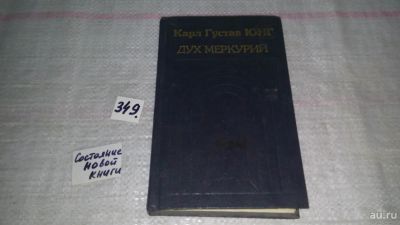 Карл Густав ЮНГ
ДУХ МЕРКУРИЙ
349.
Состояние
новой
книги
au.ru